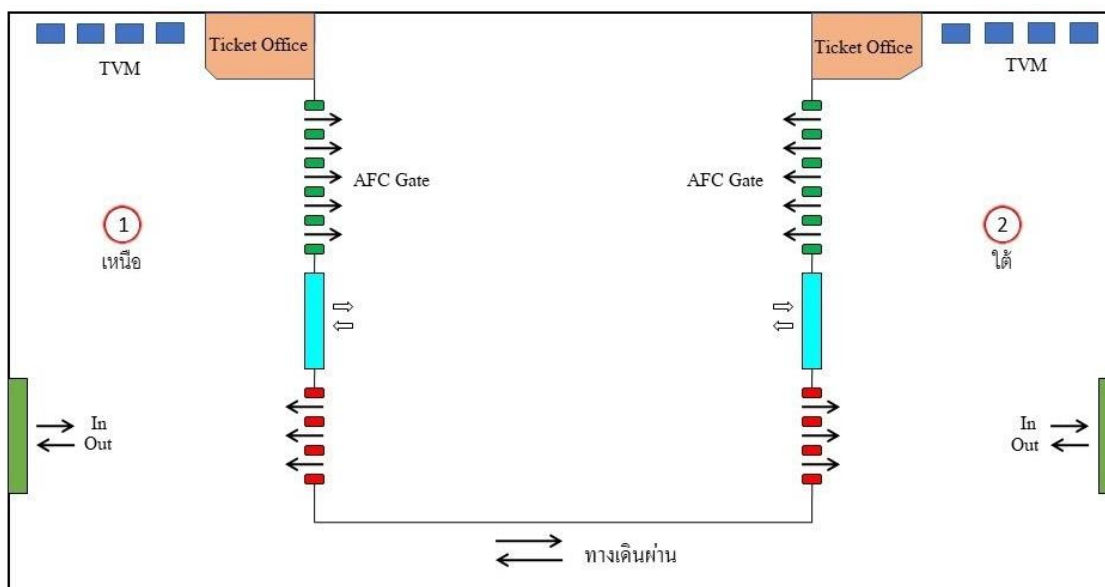 Ticket Office
TVM
AFC Gate
1
เหนือ
In
Out
Ticket Office
TVM
AFC Gate
2
ใต้
In
Out
ทางเดินผ่าน